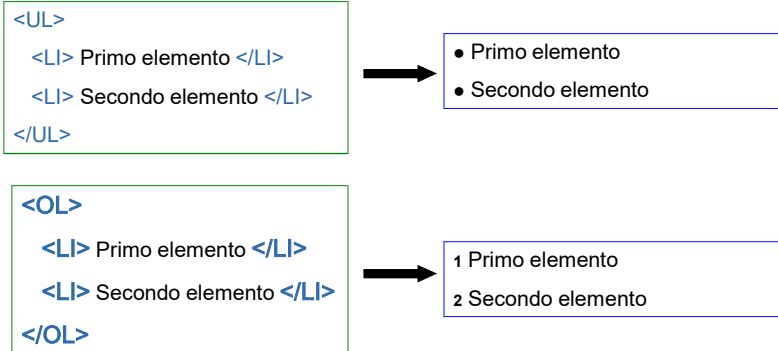 <UL>
<LI> Primo elemento </LI>
<LI> Secondo elemento </LI>
</UL>
● Primo elemento
● Secondo elemento
<OL>
<LI> Primo elemento </LI>
<LI> Secondo elemento </LI>
</OL>
1 Primo elemento
2 Secondo elemento